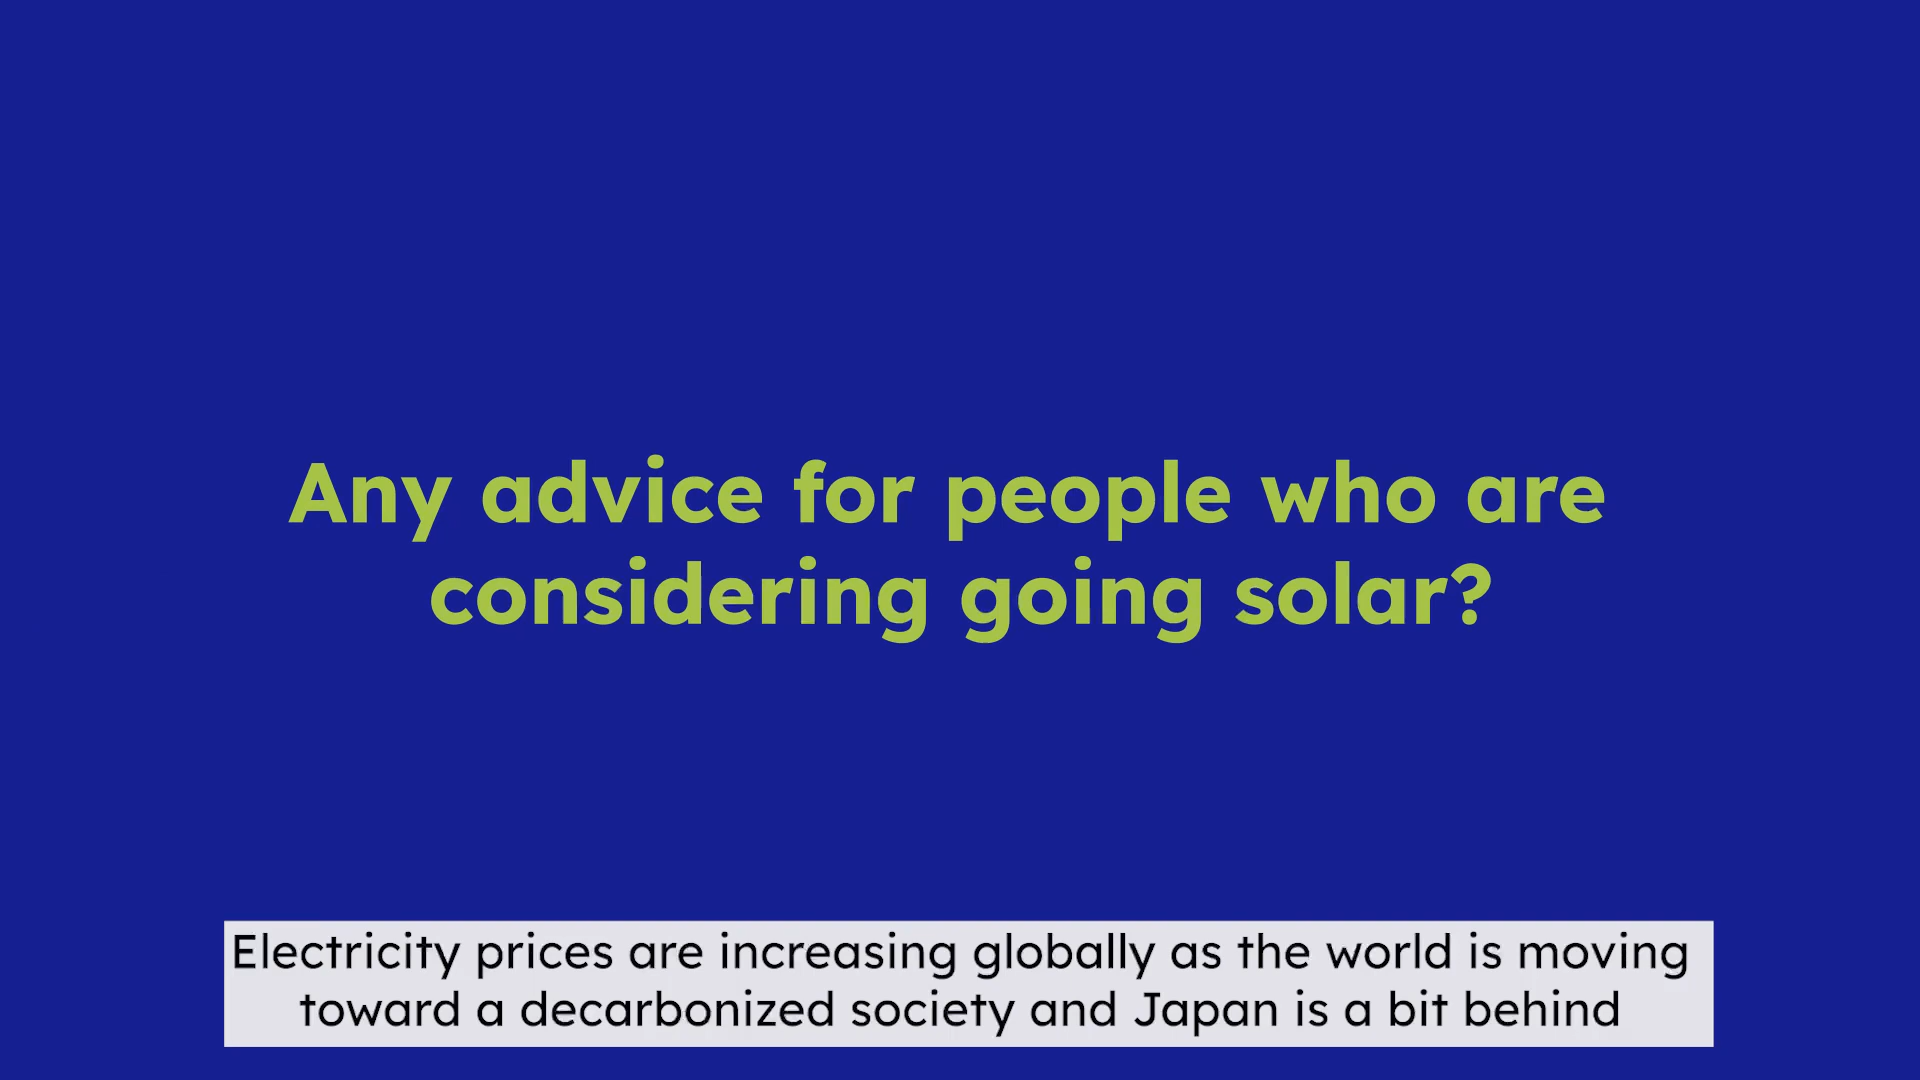 Any advice for people who are
considering going solar?
Electricity prices are increasing globally as the world is moving
toward a decarbonized society and Japan is a bit behind